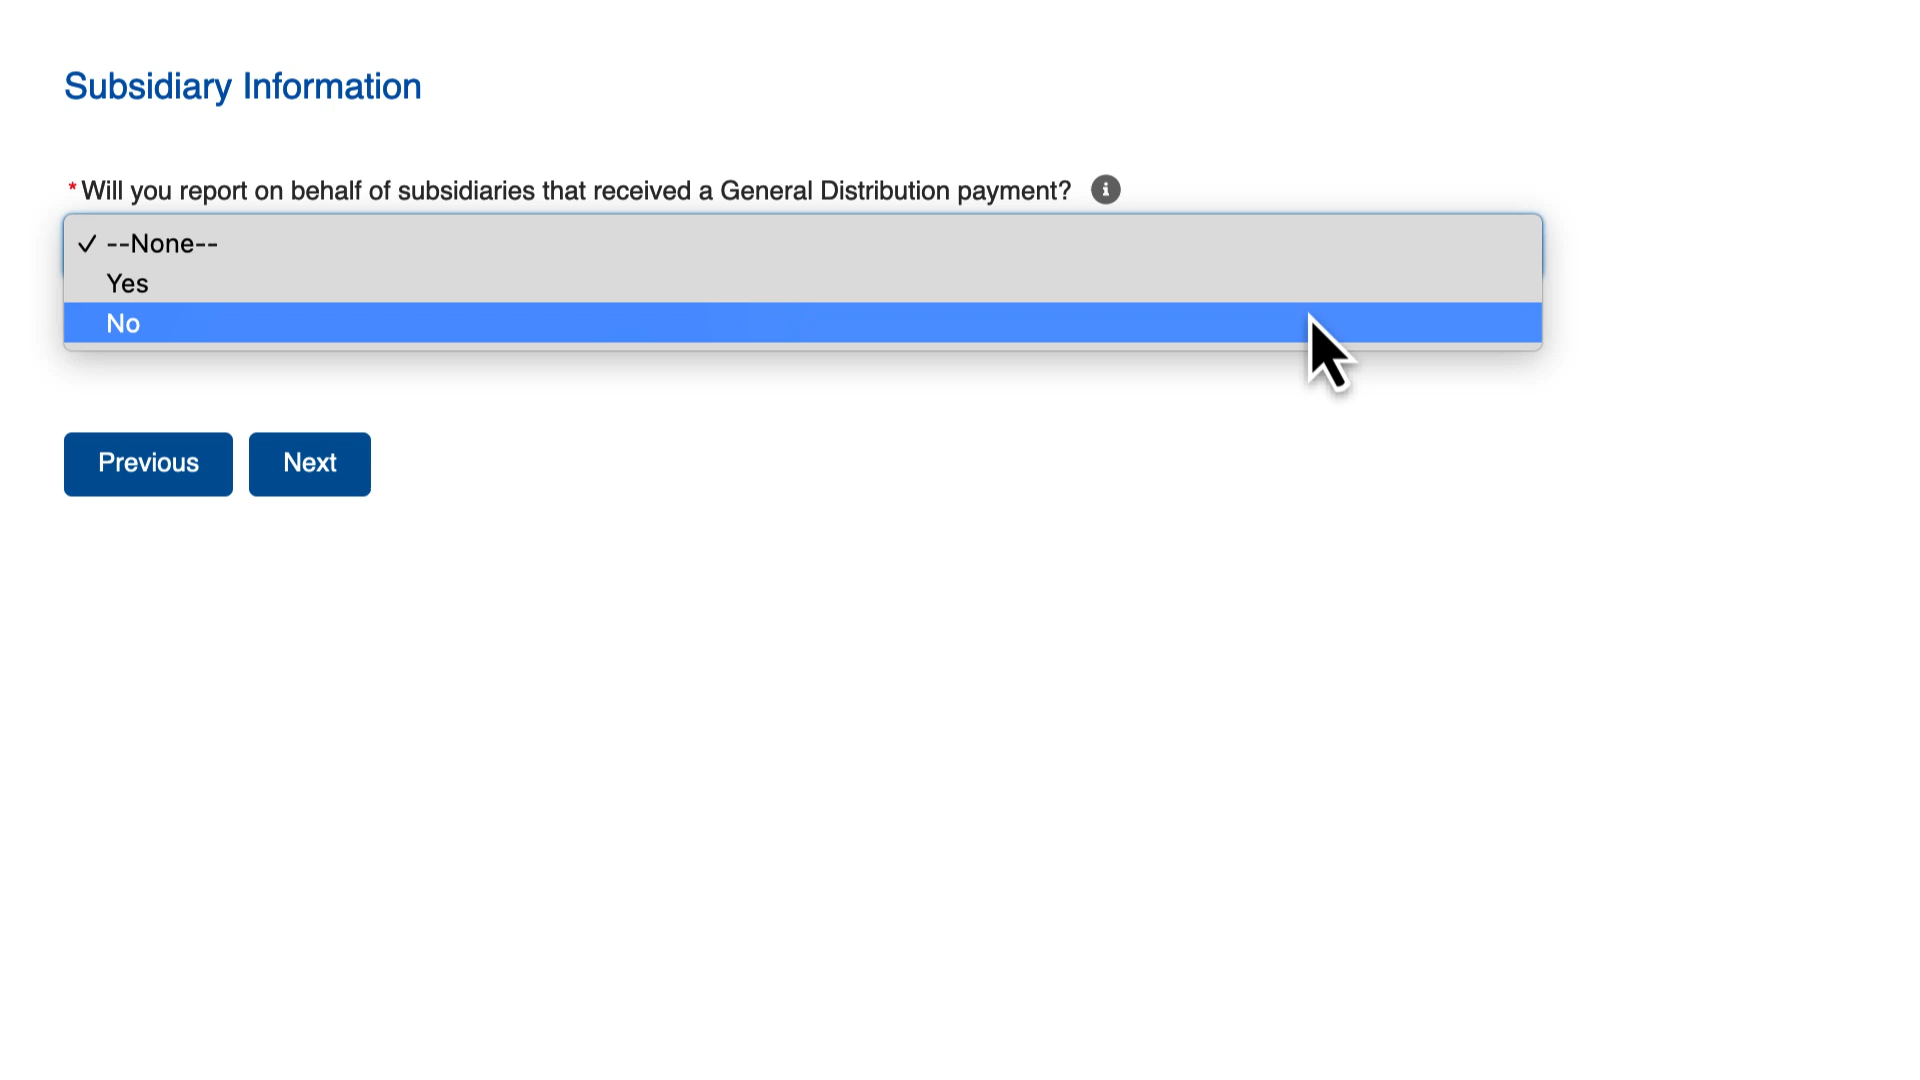 Subsidiary Information
*Will you report on behalf of subsidiaries that received a General Distribution payment? i
✓ --None--
Yes
No
Previous Next